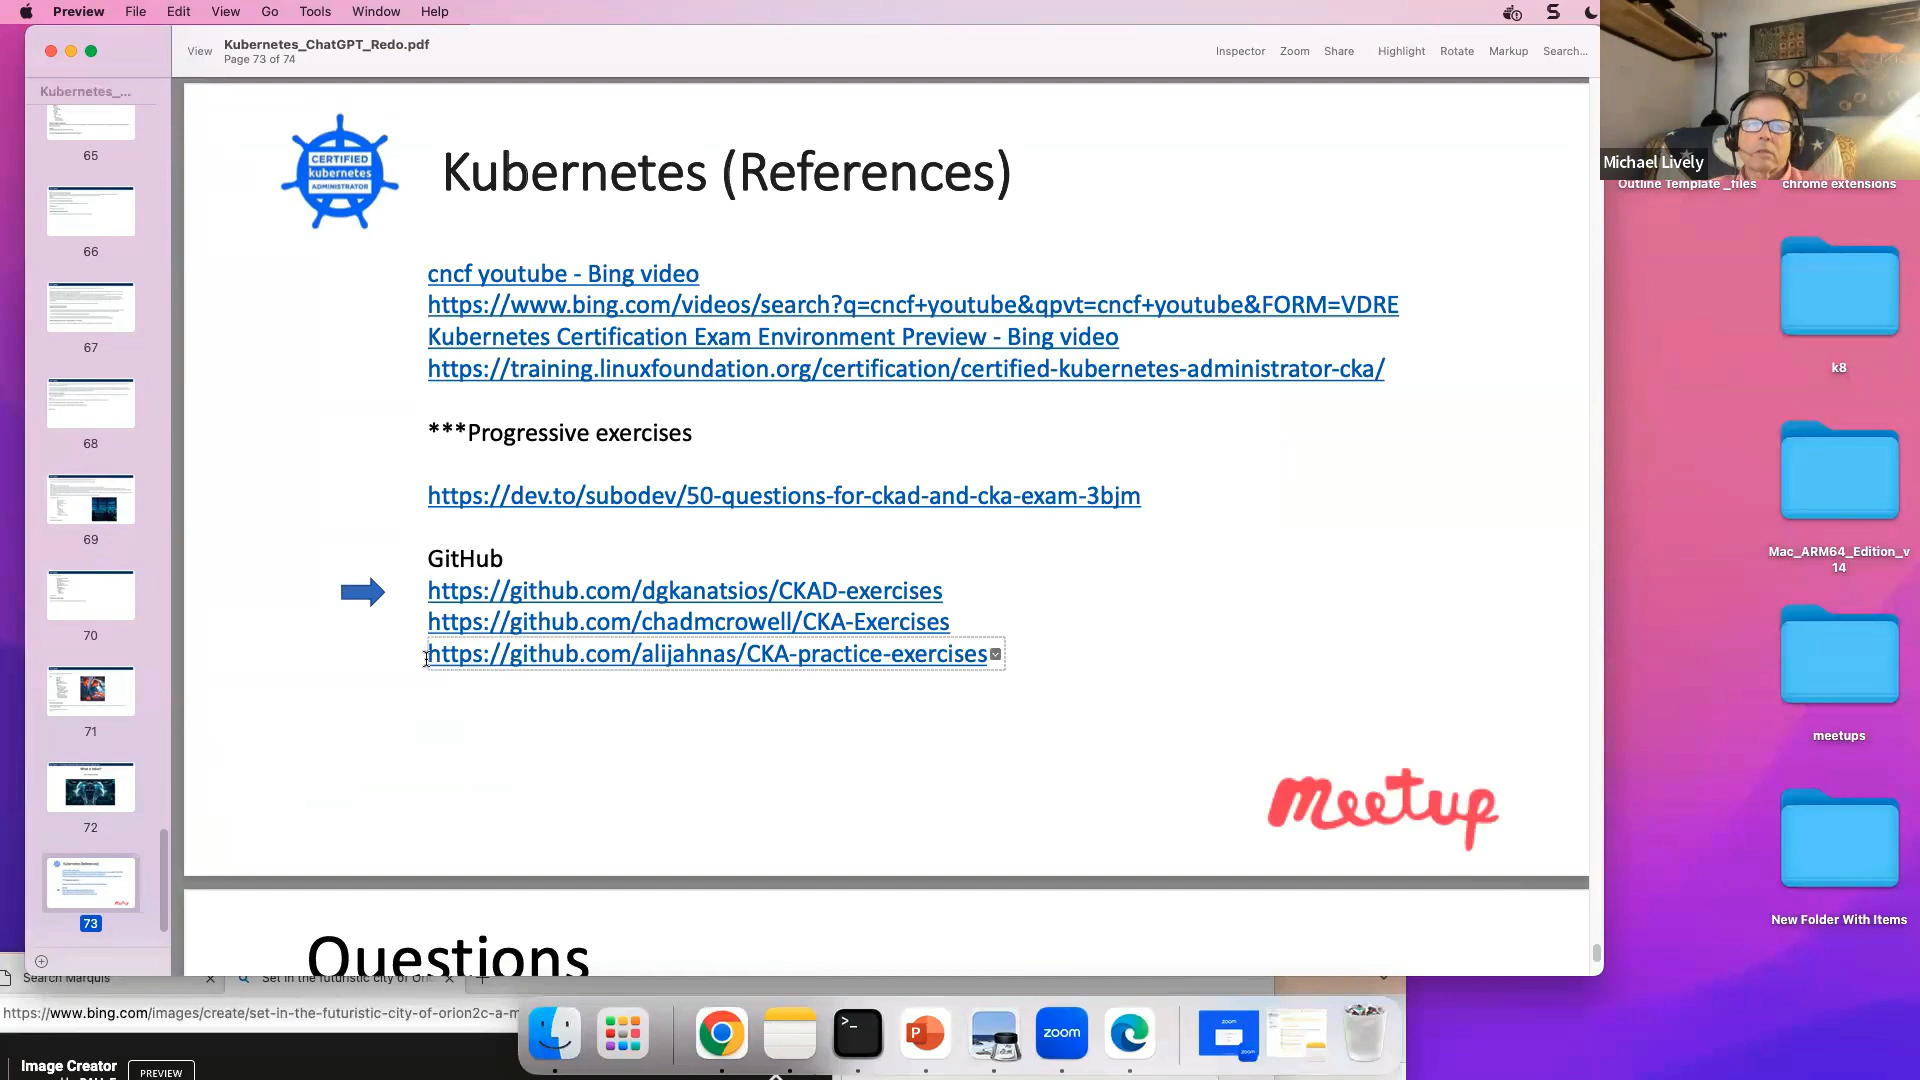 Preview File Edit View Go Tools Window Help
View
Kubernetes_ChatGPT_Redo.pdf
Page 73 of 74
Inspector Zoom Share Highlight Rotate Markup Search...
Kubernetes_...
65
66
67
68
69
70
71
72
73
CERTIFIED
kubernetes
ADMINISTRATOR
Kubernetes (References)
cncf youtube - Bing video
https://www.bing.com/videos/search?q=cncf+youtube&qpvt=cncf+youtube&FORM=VDRE
Kubernetes Certification Exam Environment Preview - Bing video
https://training.linuxfoundation.org/certification/certified-kubernetes-administrator-cka/
***Progressive exercises
https://dev.to/subodev/50-questions-for-ckad-and-cka-exam-3bjm
GitHub
https://github.com/dgkanatsios/CKAD-exercises
https://github.com/chadmcrowell/CKA-Exercises
https://github.com/alijahnas/CKA-practice-exercises
meetup
Questions
Michael Lively
Outline Template _files
chrome extensions
k8
Mac_ARM64_Edition_v
14
meetups
New Folder With Items
Search Marquis
Set in the futuristic city of Ori
https://www.bing.com/images/create/set-in-the-futuristic-city-of-orion2c-a-m
Image Creator
PREVIEW
zoom